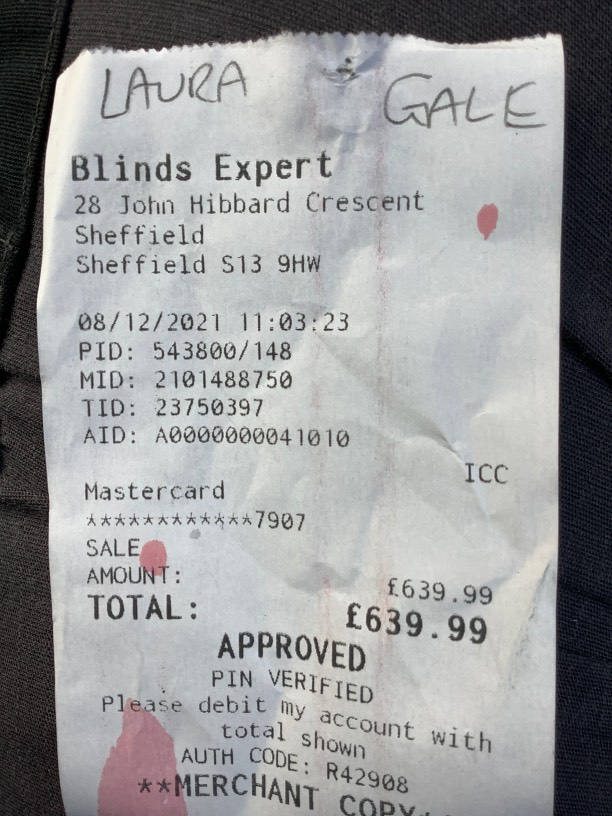 LAURA GALE
Blinds Expert
28 John Hibbard Crescent
Sheffield
Sheffield S13 9HW
08/12/2021 11:03:23
PID: 543800/148
MID: 2101488750
TID: 23750397
AID: A0000000041010
ICC
Mastercard
************7907
SALE
AMOUNT: £639.99
TOTAL: £639.99
APPROVED
PIN VERIFIED
Please debit my account with
total shown
AUTH CODE: R42908
**MERCHANT COPY